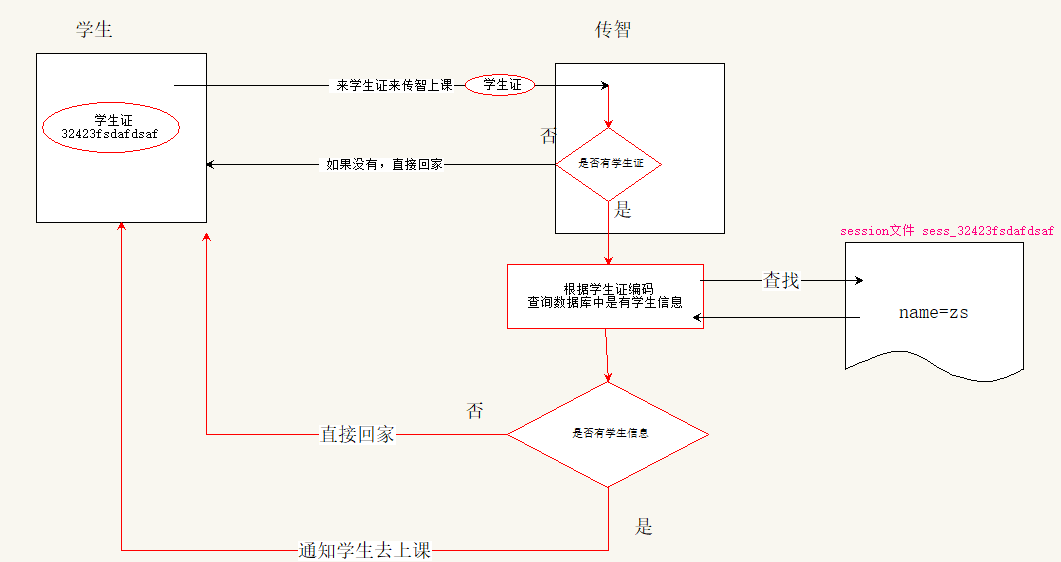 学生
传智
来学生证来传智上课
学生证
学生证
32423fsdafdsaf
否
如果没有，直接回家
是否有学生证
是
session文件 sess_32423fsdafdsaf
根据学生证编码
查询数据库中是有学生信息
查找
name=zs
否
直接回家
是否有学生信息
是
通知学生去上课